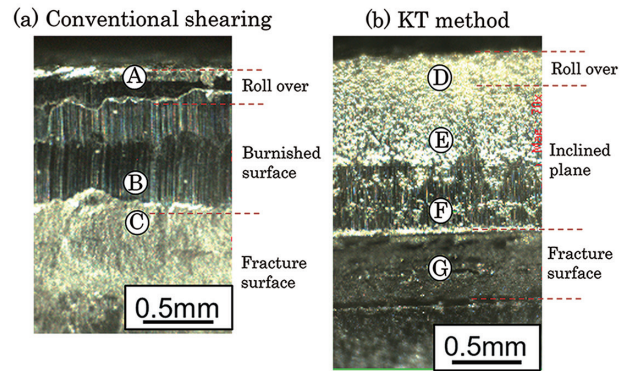 (a) Conventional shearing
A
Roll over
Burnished
surface
B
C
Fracture
surface
0.5mm
(b) KT method
D
Roll over
E
Inclined
plane
F
Fracture
surface
G
0.5mm